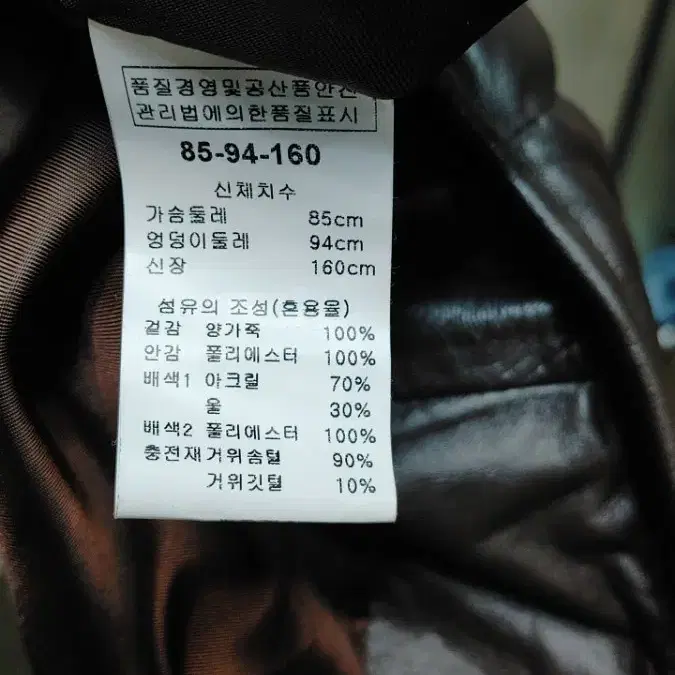 품질경영및공산품안전
관리법에의한품질표시
85-94-160
신체치수
가슴둘레 85cm
엉덩이둘레 94cm
신장 160cm
섬유의 조성(혼용율)
겉감 양가죽 100%
안감 폴리에스터 100%
배색1 아크릴 70%
울 30%
배색2 폴리에스터 100%
충전재 거위솜털 90%
거위깃털 10%